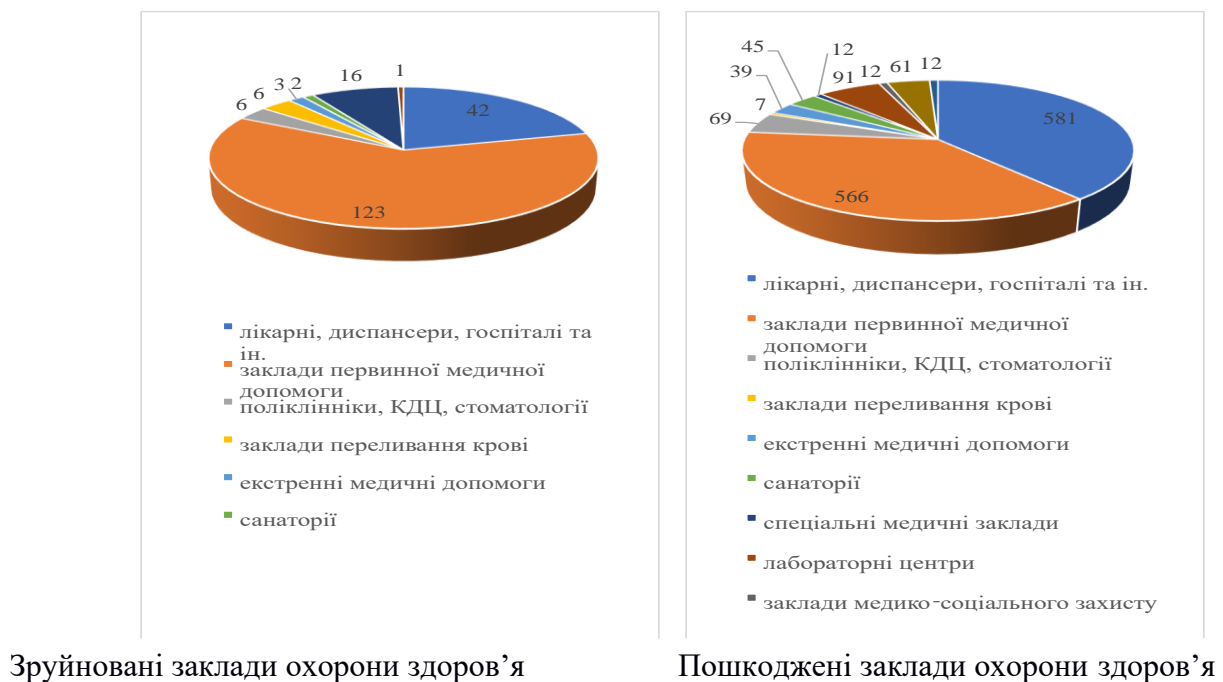 6
6
3
2
16
1
42
123
лікарні, диспансери, госпіталі та
ін.
заклади первинної медичної
допомоги
поліклінніки, КДЦ, стоматології
заклади переливання крові
екстренні медичні допомоги
санаторії
69
7
39
45
12
91
12
61
12
581
566
лікарні, диспансери, госпіталі та ін.
заклади первинної медичної
допомоги
поліклінніки, КДЦ, стоматології
заклади переливання крові
екстренні медичні допомоги
санаторії
спеціальні медичні заклади
лабораторні центри
заклади медико-соціального захисту
Зруйновані заклади охорони здоров’я
Пошкоджені заклади охорони здоров’я